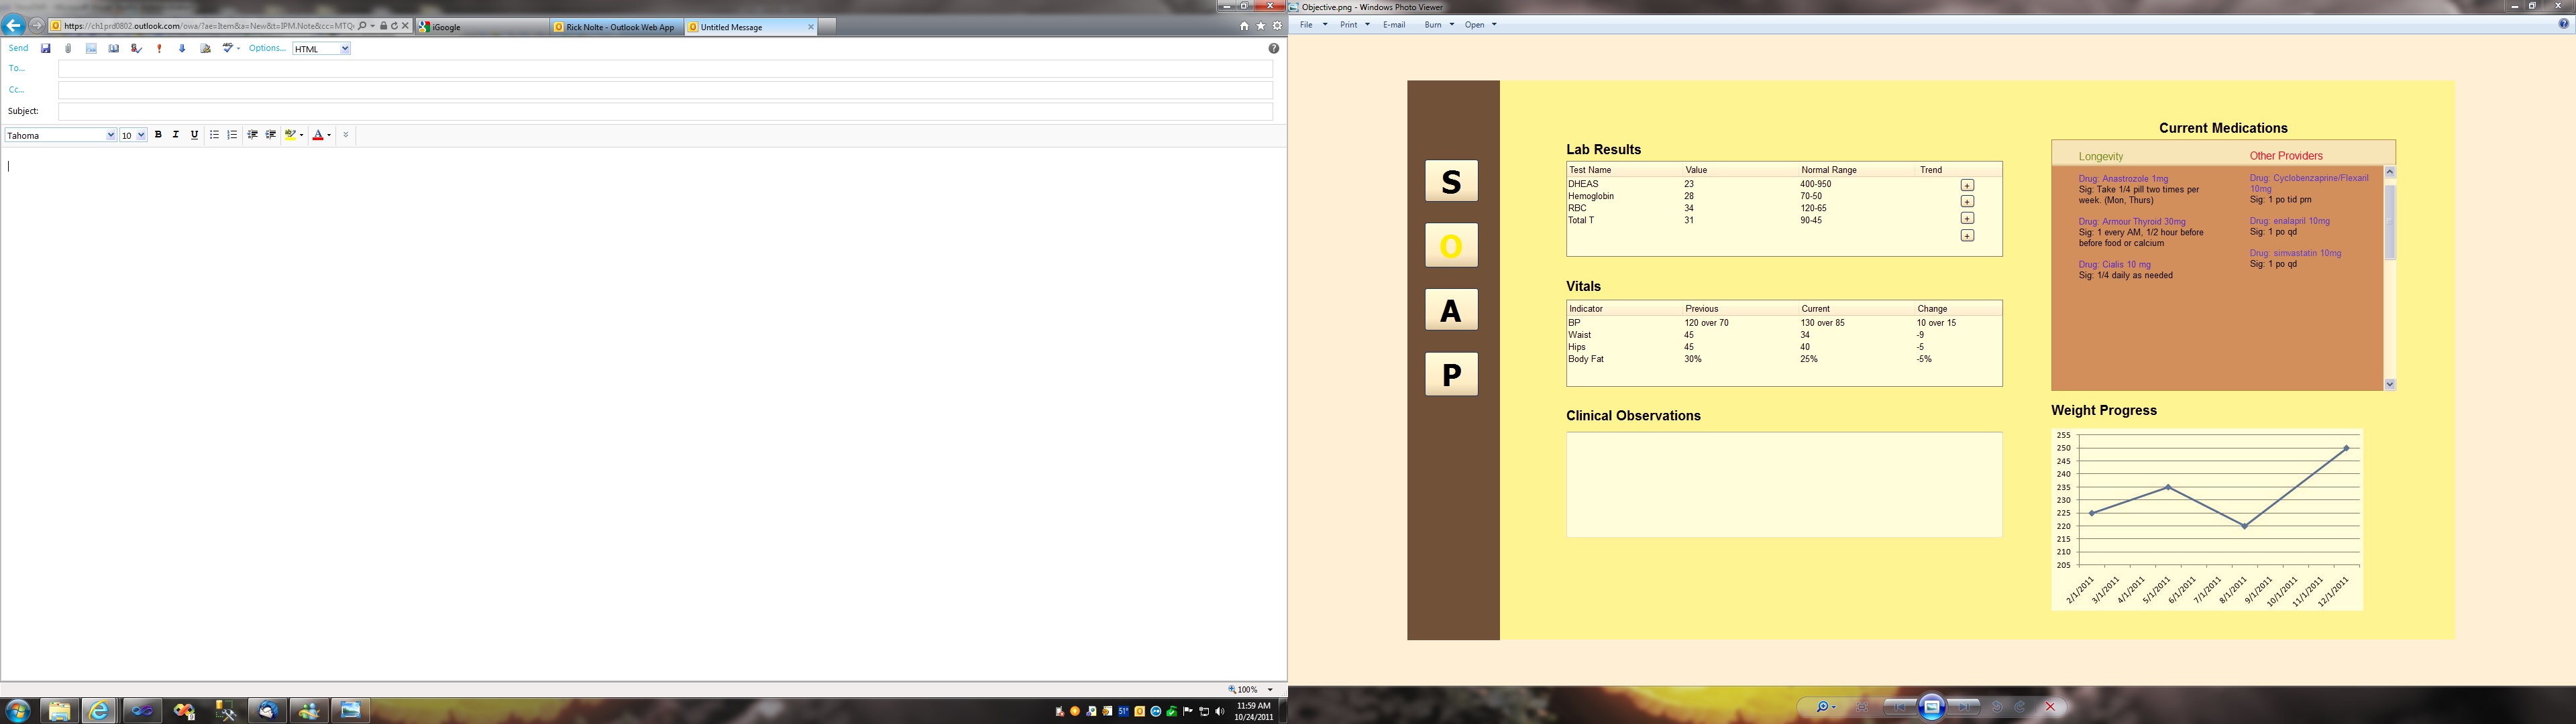 https://ch1prd0802.outlook.com/owa/?ae=Item&a=New&t=IPM.Note&cc=MTQ
iGoogle
Rick Nolte - Outlook Web App
Untitled Message
Send
Options...
HTML
To...
Cc...
Subject:
Tahoma
10
B I U
A
100%
51°
11:59 AM
10/24/2011
Objective.png - Windows Photo Viewer
File Print E-mail Burn Open
S
O
A
P
Lab Results
Test Name Value Normal Range Trend
DHEAS 23 400-950 +
Hemoglobin 28 70-50 +
RBC 34 120-65 +
Total T 31 90-45 +
Vitals
Indicator Previous Current Change
BP 120 over 70 130 over 85 10 over 15
Waist 45 34 -9
Hips 45 40 -5
Body Fat 30% 25% -5%
Clinical Observations
Current Medications
Longevity
Drug: Anastrozole 1mg
Sig: Take 1/4 pill two times per
week. (Mon, Thurs)
Drug: Armour Thyroid 30mg
Sig: 1 every AM, 1/2 hour before
before food or calcium
Drug: Cialis 10 mg
Sig: 1/4 daily as needed
Other Providers
Drug: Cyclobenzaprine/Flexaril
10mg
Sig: 1 po tid pm
Drug: enalapril 10mg
Sig: 1 po qd
Drug: simvastatin 10mg
Sig: 1 po qd
Weight Progress
255
250
245
240
235
230
225
220
215
210
205
2/1/2011
3/1/2011
4/1/2011
5/1/2011
6/1/2011
7/1/2011
8/1/2011
9/1/2011
10/1/2011
11/1/2011
12/1/2011